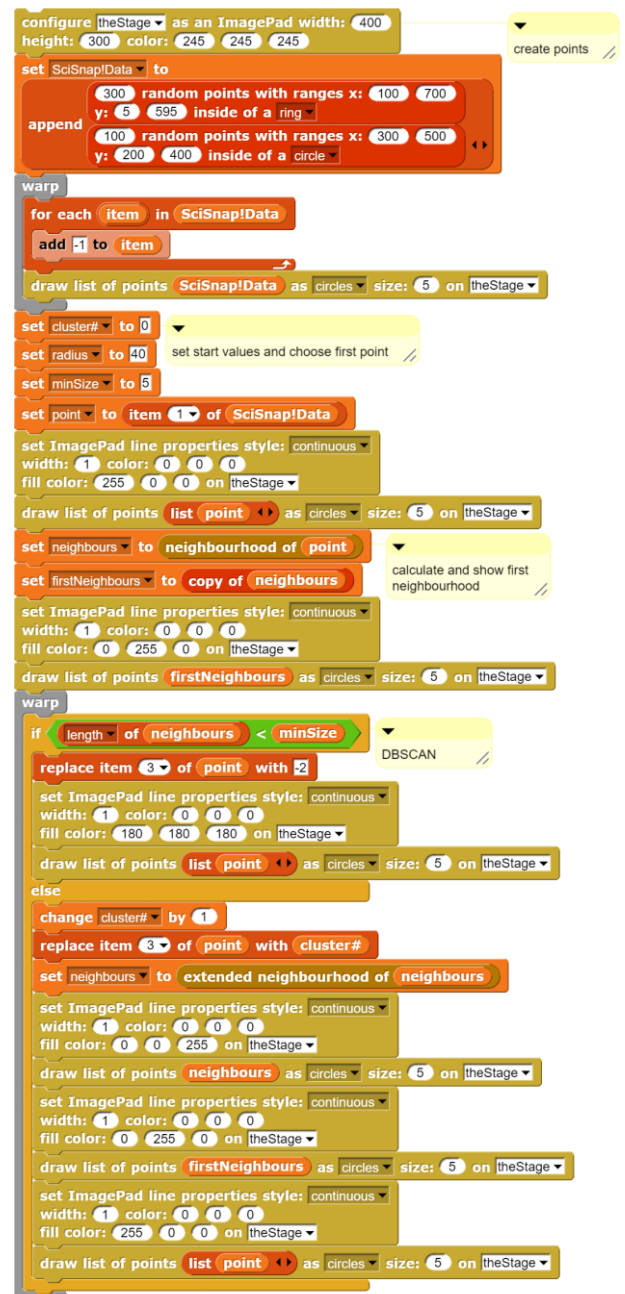 configure theStage as an ImagePad width: 400
height: 300 color: 245 245 245
create points
set SciSnap!Data to
append
300 random points with ranges x: 100 700
y: 5 595 inside of a ring
100 random points with ranges x: 300 500
y: 200 400 inside of a circle
warp
for each item in SciSnap!Data
add -1 to item
draw list of points SciSnap!Data as circles size: 5 on theStage
set cluster# to 0
set radius to 40
set start values and choose first point
set minSize to 5
set point to item 1 of SciSnap!Data
set ImagePad line properties style: continuous
width: 1 color: 0 0 0
fill color: 255 0 0 on theStage
draw list of points list point as circles size: 5 on theStage
set neighbours to neighbourhood of point
calculate and show first
neighbourhood
set firstNeighbours to copy of neighbours
set ImagePad line properties style: continuous
width: 1 color: 0 0 0
fill color: 0 255 0 on theStage
draw list of points firstNeighbours as circles size: 5 on theStage
warp
if length of neighbours < minSize
DBSCAN
replace item 3 of point with -2
set ImagePad line properties style: continuous
width: 1 color: 0 0 0
fill color: 180 180 180 on theStage
draw list of points list point as circles size: 5 on theStage
else
change cluster# by 1
replace item 3 of point with cluster#
set neighbours to extended neighbourhood of neighbours
set ImagePad line properties style: continuous
width: 1 color: 0 0 0
fill color: 0 0 255 on theStage
draw list of points neighbours as circles size: 5 on theStage
set ImagePad line properties style: continuous
width: 1 color: 0 0 0
fill color: 0 255 0 on theStage
draw list of points firstNeighbours as circles size: 5 on theStage
set ImagePad line properties style: continuous
width: 1 color: 0 0 0
fill color: 255 0 0 on theStage
draw list of points list point as circles size: 5 on theStage